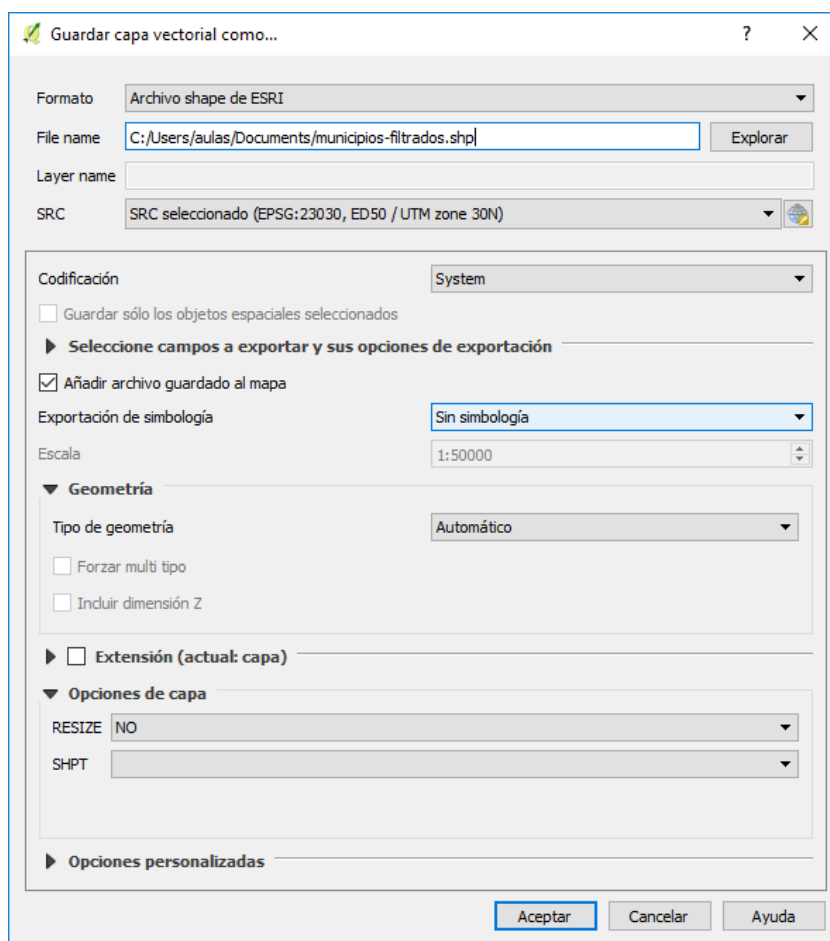 Guardar capa vectorial como...
Formato Archivo shape de ESRI
File name C:/Users/aulas/Documents/municipios-filtrados.shp Explorar
Layer name
SRC SRC seleccionado (EPSG:23030, ED50 / UTM zone 30N)
Codificación System
Guardar sólo los objetos espaciales seleccionados
Seleccione campos a exportar y sus opciones de exportación
Añadir archivo guardado al mapa
Exportación de simbología Sin simbología
Escala 1:50000
Geometría
Tipo de geometría Automático
Forzar multi tipo
Incluir dimensión Z
Extensión (actual: capa)
Opciones de capa
RESIZE NO
SHPT
Opciones personalizadas
Aceptar Cancelar Ayuda